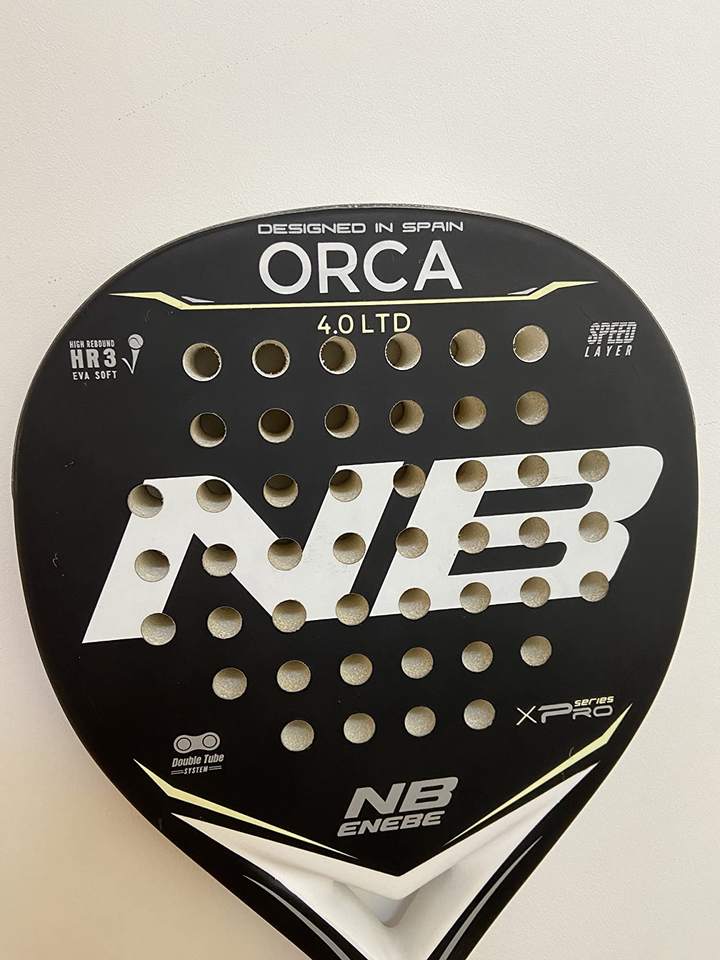 DESIGNED IN SPAIN
ORCA
4.0 LTD
HIGH REBOUND
HR3
EVA SOFT
SPEED
LAYER
NB
series
XPRO
Double Tube
SYSTEM
NB
ENEBE